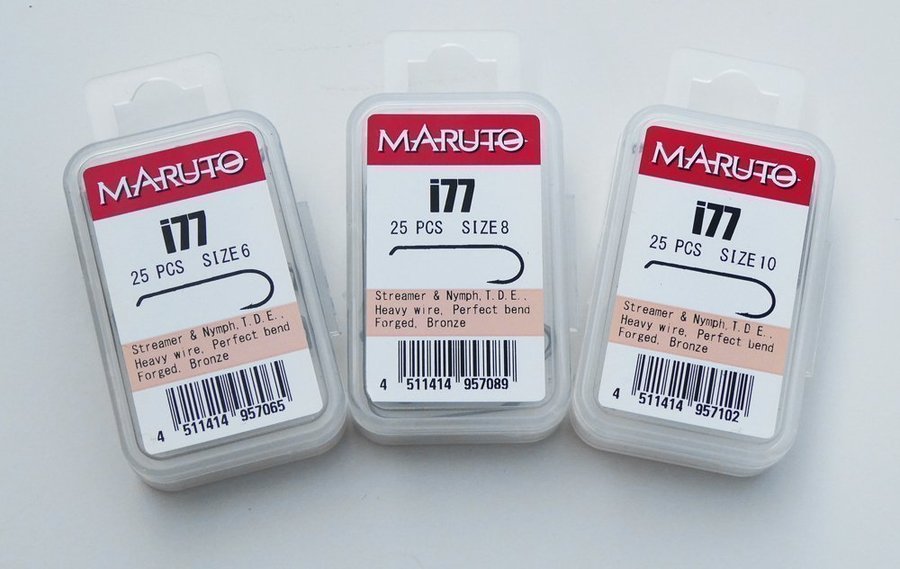 MARUTO
i77
25 PCS SIZE 6
Streamer & Nymph, T.D.E.,
Heavy wire, Perfect bend
Forged, Bronze
4 511414 957065
MARUTO
i77
25 PCS SIZE 8
Streamer & Nymph, T.D.E.,
Heavy wire, Perfect bend
Forged, Bronze
4 511414 957089
MARUTO
i77
25 PCS SIZE 10
Streamer & Nymph, T.D.E.,
Heavy wire, Perfect bend
Forged, Bronze
4 511414 957102